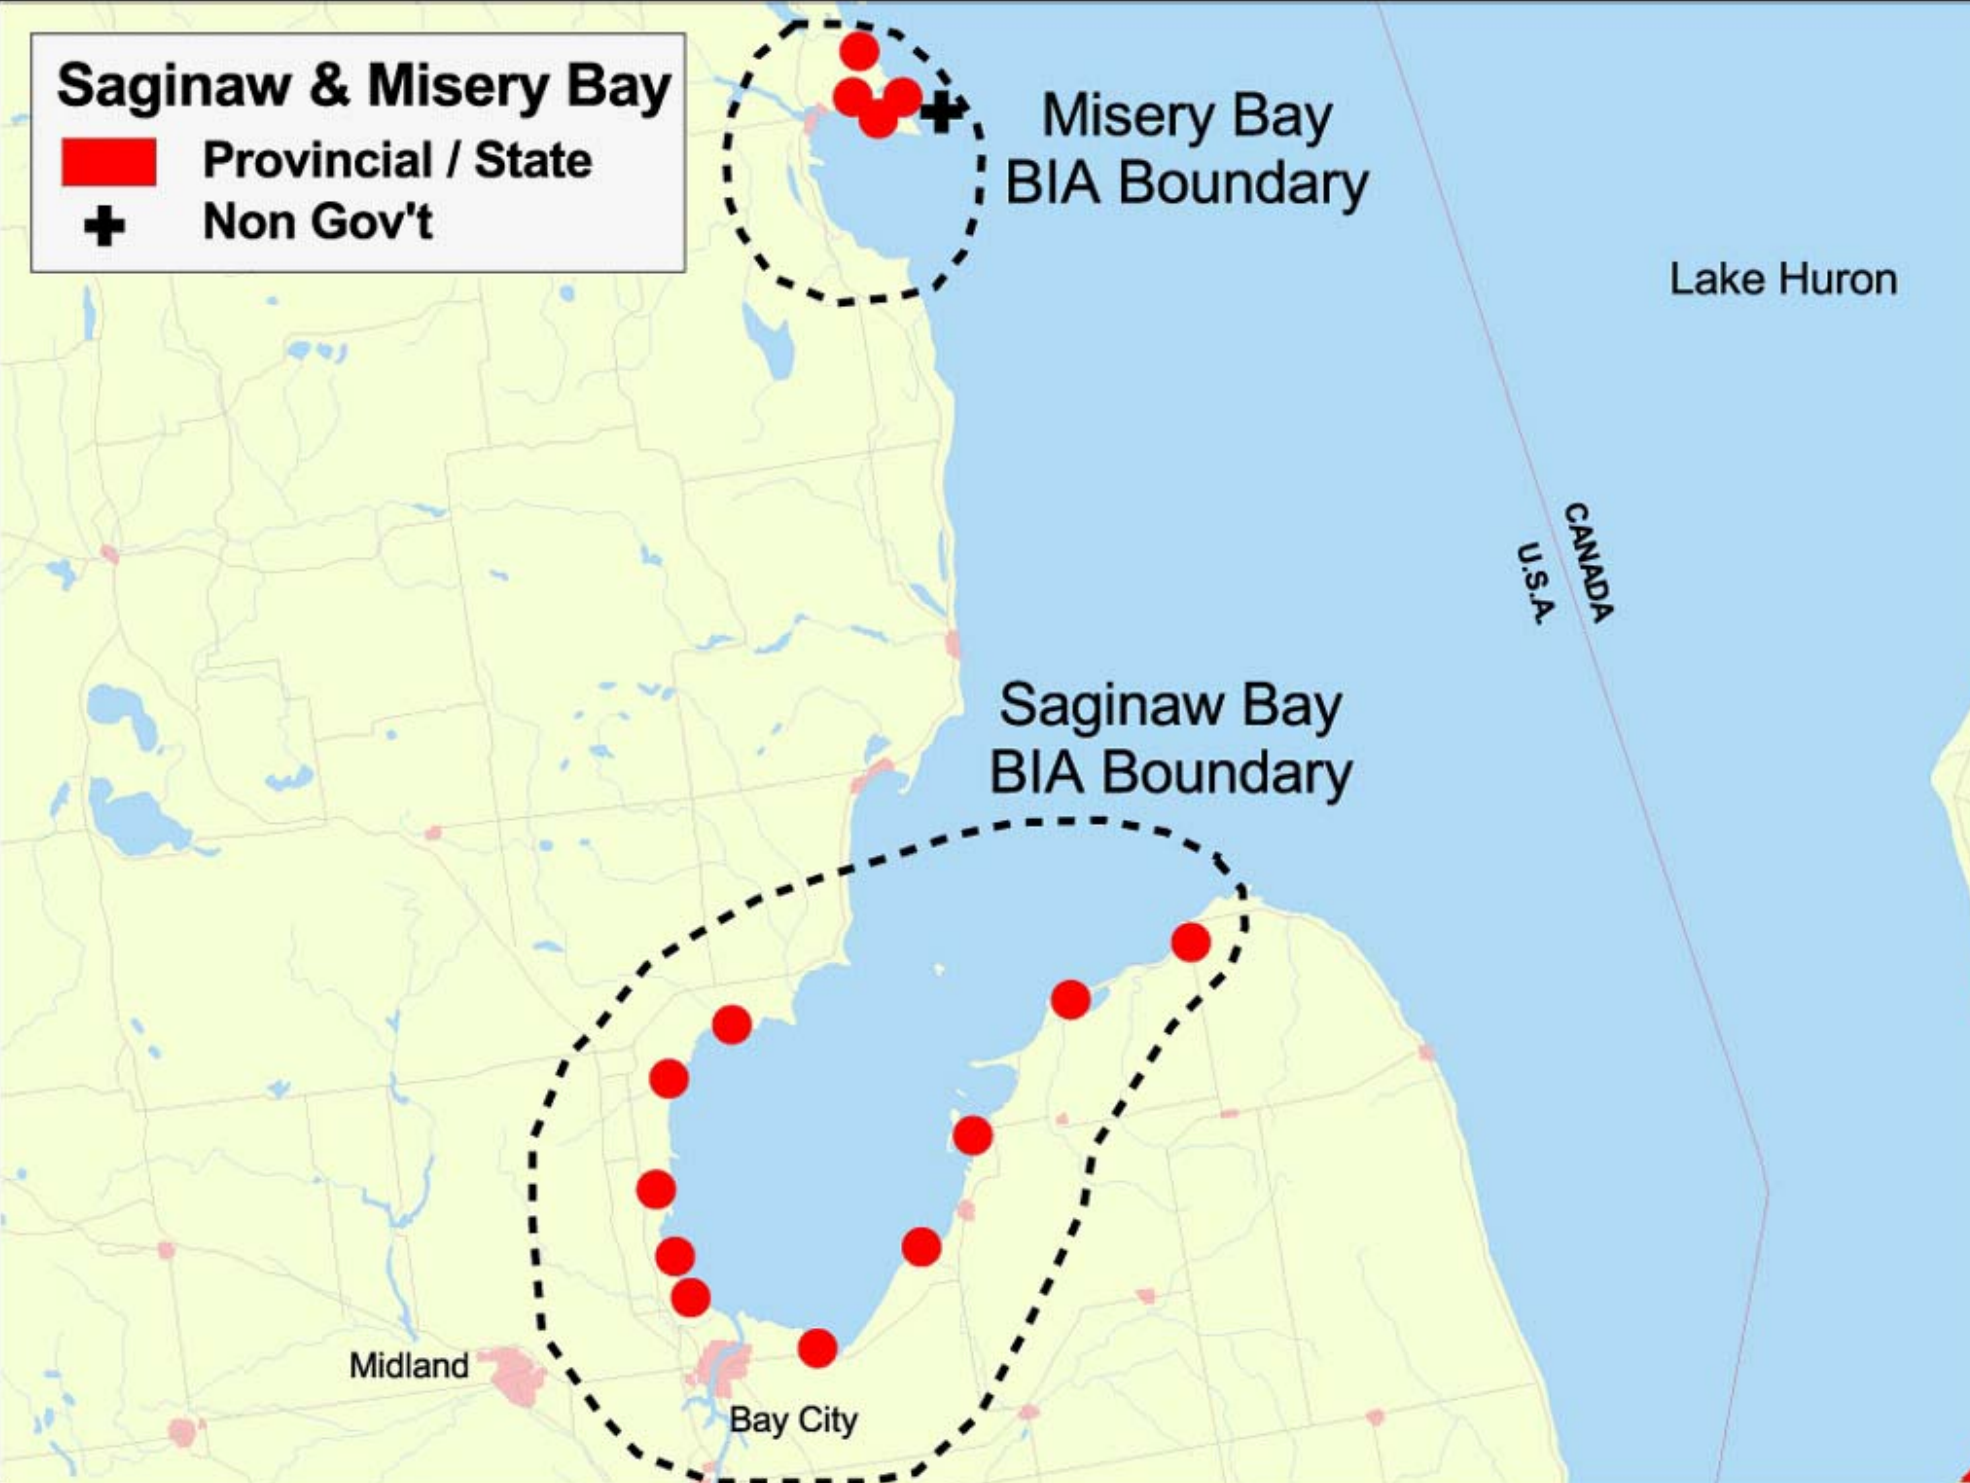 Saginaw & Misery Bay
Provincial / State
Non Gov't
Misery Bay
BIA Boundary
Lake Huron
CANADA
U.S.A.
Saginaw Bay
BIA Boundary
Midland
Bay City